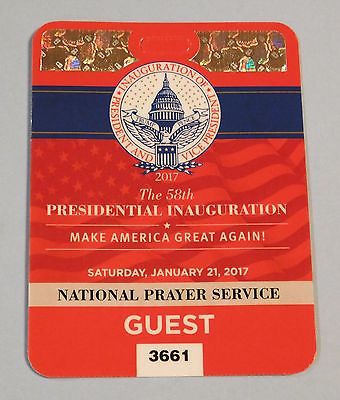 INAUGURATION OF
PRESIDENT AND
VICE PRESIDENT
2017
The 58th
PRESIDENTIAL INAUGURATION
MAKE AMERICA GREAT AGAIN!
SATURDAY, JANUARY 21, 2017
NATIONAL PRAYER SERVICE
GUEST
3661